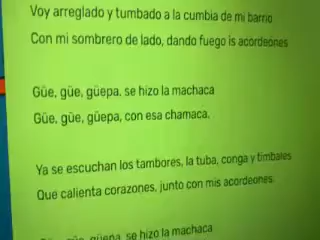 Voy arreglado y tumbado a la cumbia de mi barrio
Con mi sombrero de lado, dando fuego is acordeones
Güe, güe, güepa, se hizo la machaca
Güe, güe, güepa, con esa chamaca.
Ya se escuchan los tambores, la tuba, conga y timbales
Que calienta corazones, junto con mis acordeones.
güe, güepa, se hizo la machaca